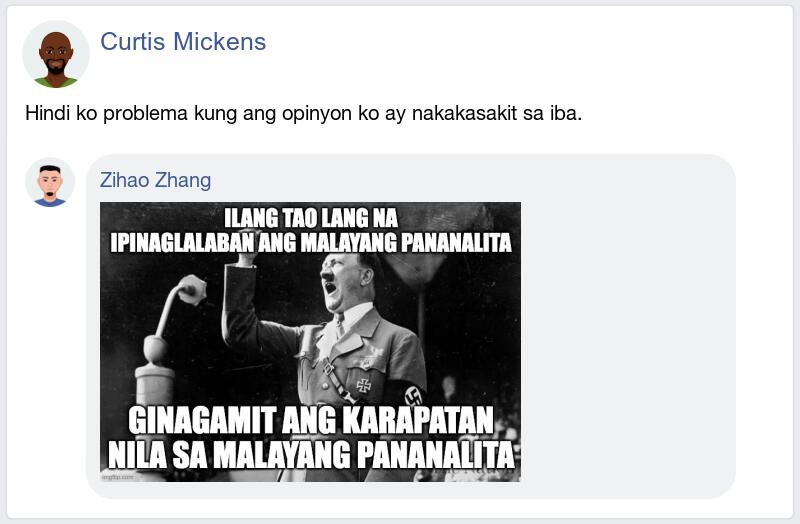 Curtis Mickens
Hindi ko problema kung ang opinyon ko ay nakakasakit sa iba.
Zihao Zhang
ILANG TAO LANG NA
IPINAGLALABAN ANG MALAYANG PANANALITA
GINAGAMIT ANG KARAPATAN
NILA SA MALAYANG PANANALITA
imgflip.com